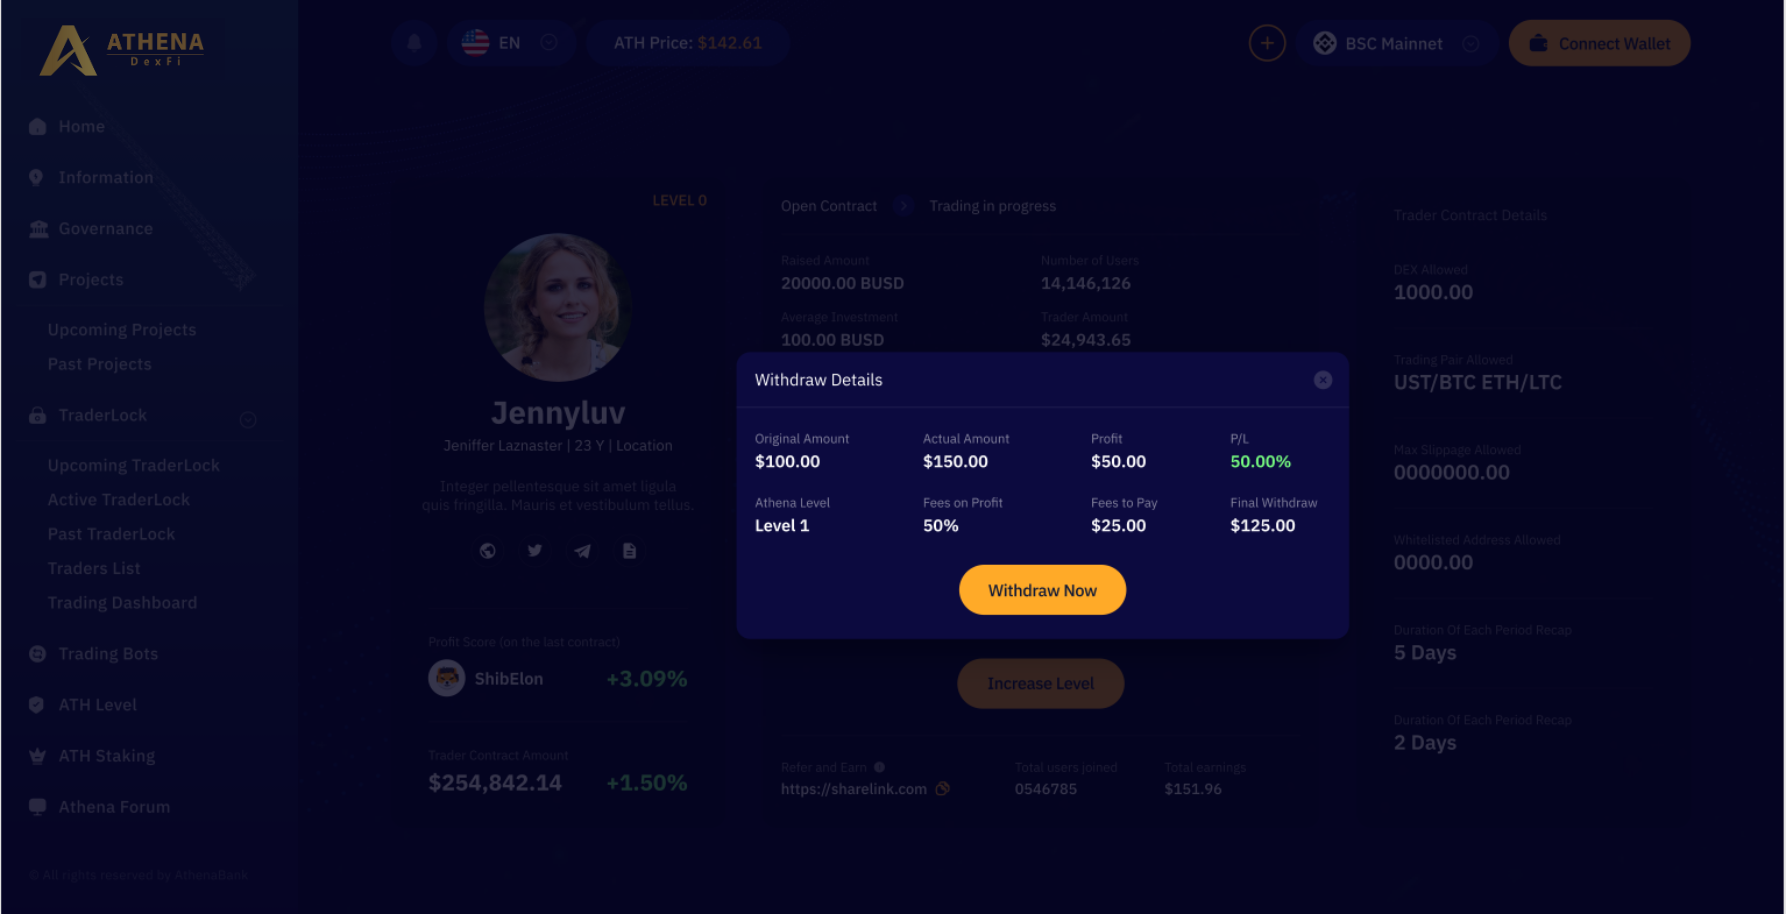 ATHENA
DexFi
EN
ATH Price: $142.61
BSC Mainnet
Connect Wallet
Home
Information
Governance
Projects
Upcoming Projects
Past Projects
TraderLock
Upcoming TraderLock
Active TraderLock
Past TraderLock
Traders List
Trading Dashboard
Trading Bots
ATH Level
ATH Staking
Athena Forum
© All rights reserved by AthenaBank
LEVEL 0
Jennyluv
Jeniffer Laznaster | 23 Y | Location
Integer pellentesque sit amet ligula
quis fringilla. Mauris et vestibulum tellus.
Profit Score (on the last contract)
ShibElon +3.09%
Trader Contract Amount
$254,842.14 +1.50%
Open Contract Trading in progress
Raised Amount Number of Users
20000.00 BUSD 14,146,126
Average Investment Trader Amount
100.00 BUSD $24,943.65
Withdraw Details
Original Amount Actual Amount Profit P/L
$100.00 $150.00 $50.00 50.00%
Athena Level Fees on Profit Fees to Pay Final Withdraw
Level 1 50% $25.00 $125.00
Withdraw Now
Increase Level
Refer and Earn Total users joined Total earnings
https://sharelink.com 0546785 $151.96
Trader Contract Details
DEX Allowed
1000.00
Trading Pair Allowed
UST/BTC ETH/LTC
Max Slippage Allowed
0000000.00
Whitelisted Address Allowed
0000.00
Duration Of Each Period Recap
5 Days
Duration Of Each Period Recap
2 Days